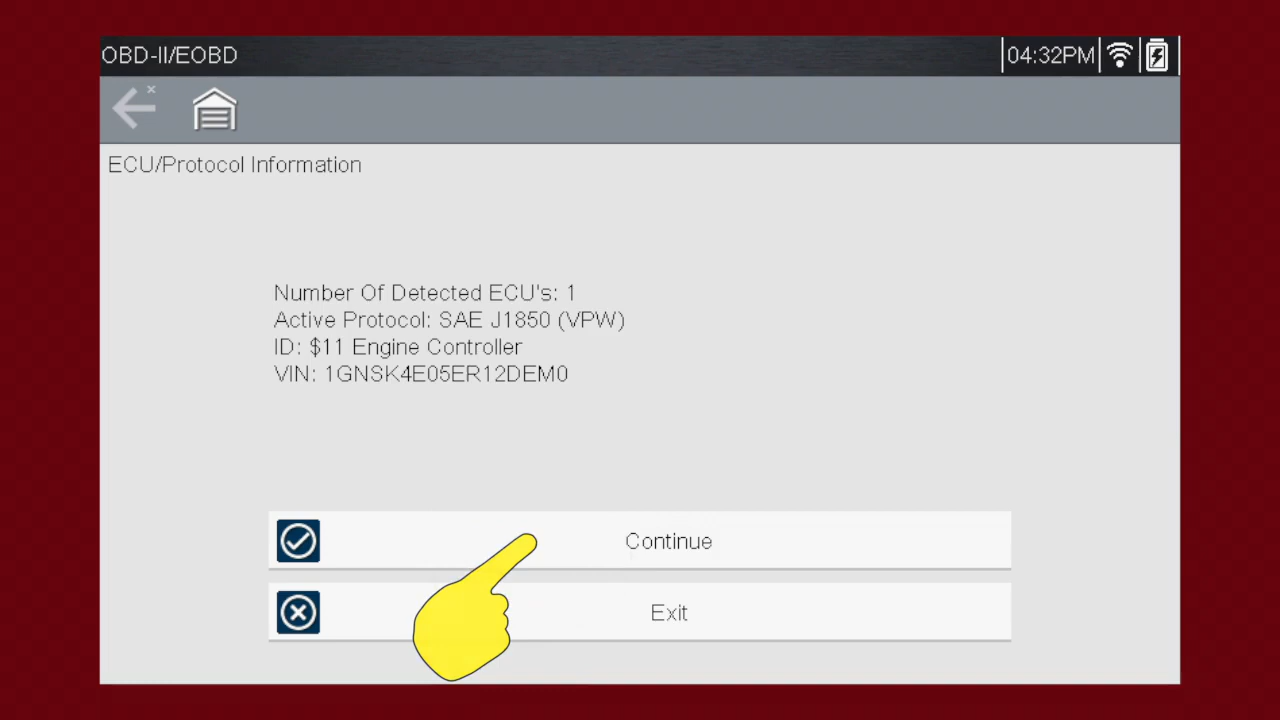 OBD-II/EOBD
04:32PM
ECU/Protocol Information
Number Of Detected ECU's: 1
Active Protocol: SAE J1850 (VPW)
ID: $11 Engine Controller
VIN: 1GNSK4E05ER12DEM0
Continue
Exit